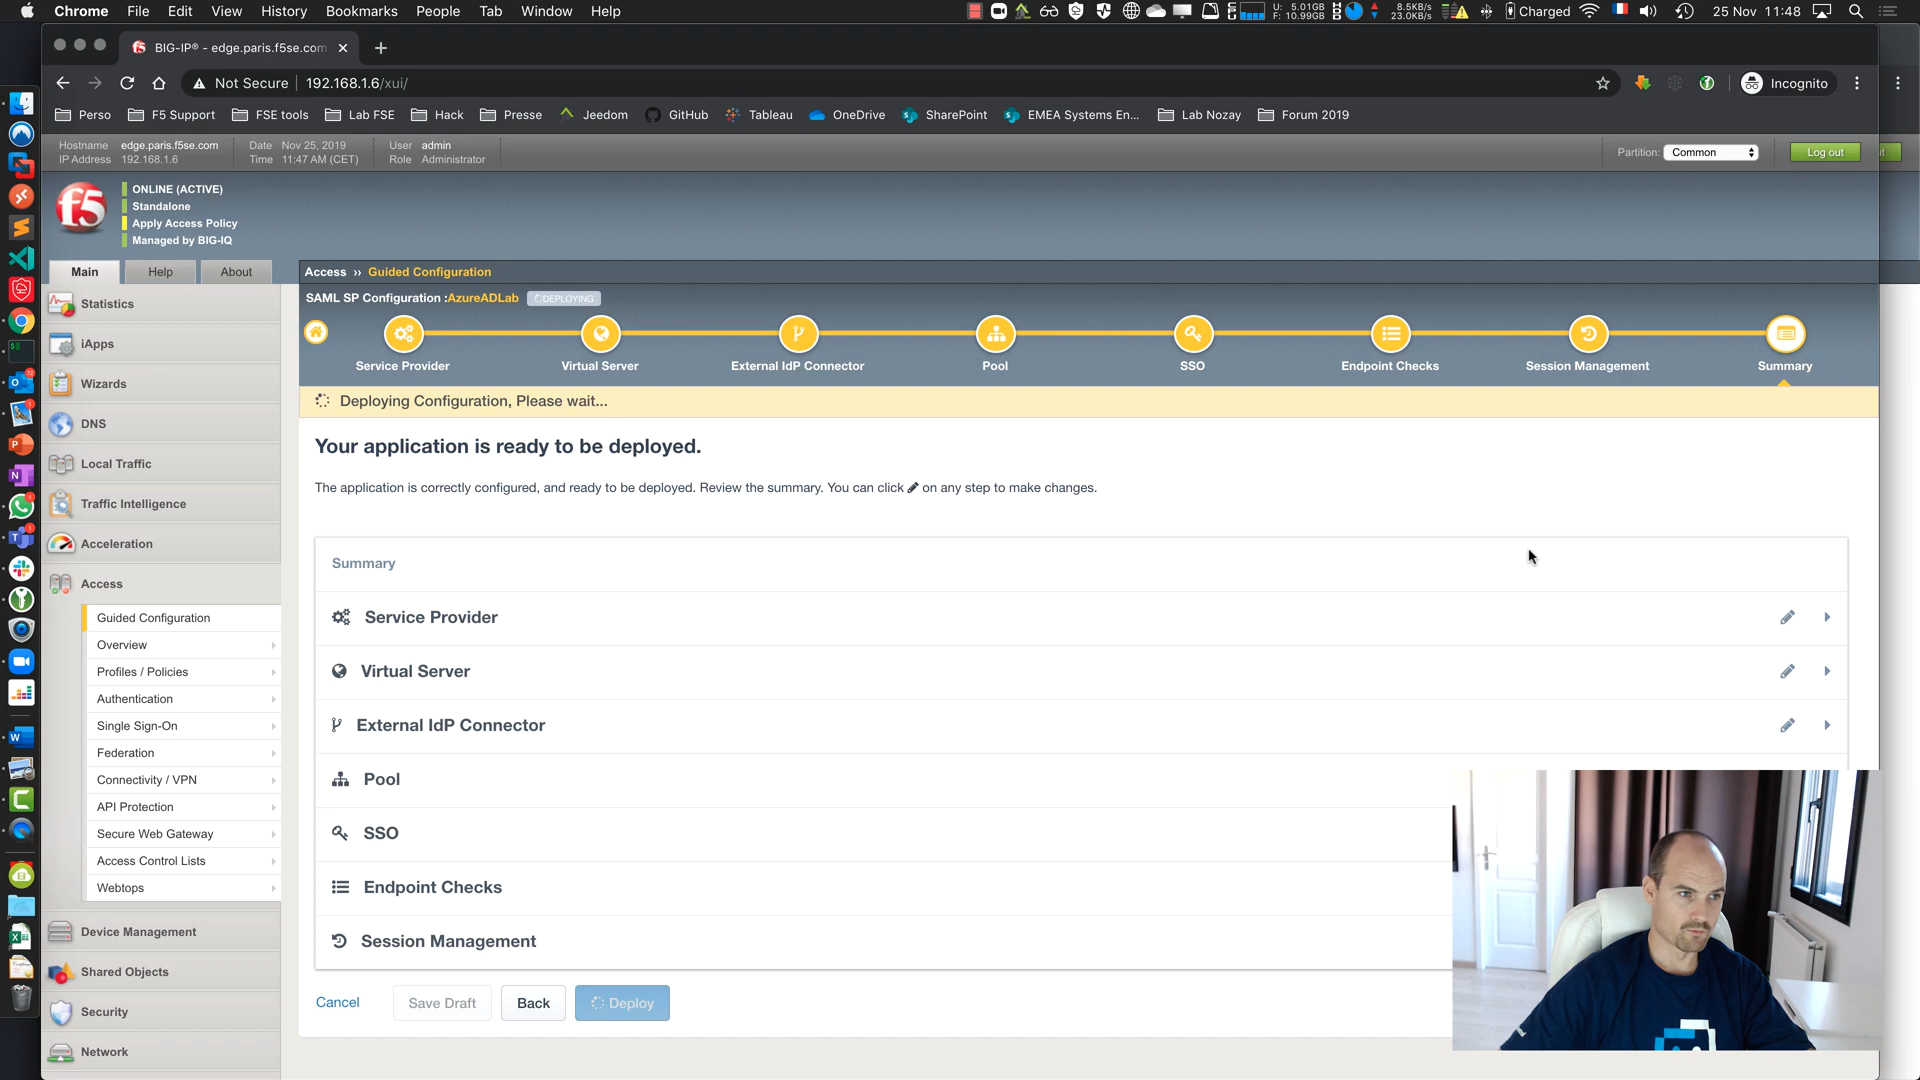 Chrome File Edit View History Bookmarks People Tab Window Help
U: 5.01GB
F: 10.99GB
8.5KB/s
23.0KB/s
Charged
25 Nov 11:48
BIG-IP® - edge.paris.f5se.com
Not Secure 192.168.1.6/xui/
Incognito
Perso F5 Support FSE tools Lab FSE Hack Presse Jeedom GitHub Tableau OneDrive SharePoint EMEA Systems En... Lab Nozay Forum 2019
Hostname edge.paris.f5se.com Date Nov 25, 2019 User admin
IP Address 192.168.1.6 Time 11:47 AM (CET) Role Administrator
Partition: Common Log out
f5
ONLINE (ACTIVE)
Standalone
Apply Access Policy
Managed by BIG-IQ
Main Help About
Access ›› Guided Configuration
SAML SP Configuration :AzureADLab DEPLOYING
Service Provider Virtual Server External IdP Connector Pool SSO Endpoint Checks Session Management Summary
Deploying Configuration, Please wait...
Your application is ready to be deployed.
The application is correctly configured, and ready to be deployed. Review the summary. You can click on any step to make changes.
Summary
Service Provider
Virtual Server
External IdP Connector
Pool
SSO
Endpoint Checks
Session Management
Cancel Save Draft Back Deploy
Statistics
iApps
Wizards
DNS
Local Traffic
Traffic Intelligence
Acceleration
Access
Guided Configuration
Overview
Profiles / Policies
Authentication
Single Sign-On
Federation
Connectivity / VPN
API Protection
Secure Web Gateway
Access Control Lists
Webtops
Device Management
Shared Objects
Security
Network